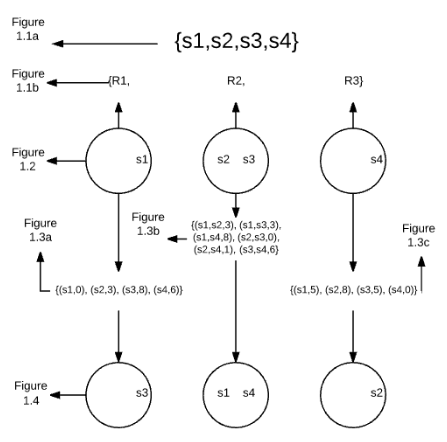 Figure
1.1a
{s1,s2,s3,s4}
Figure
1.1b
{R1,
R2,
R3}
Figure
1.2
s1
s2 s3
s4
Figure
1.3a
Figure
1.3b
{(s1,s2,3), (s1,s3,3),
(s1,s4,8), (s2,s3,0),
(s2,s4,1), (s3,s4,6)}
Figure
1.3c
{(s1,0), (s2,3), (s3,8), (s4,6)}
{(s1,5), (s2,8), (s3,5), (s4,0)}
Figure
1.4
s3
s1 s4
s2